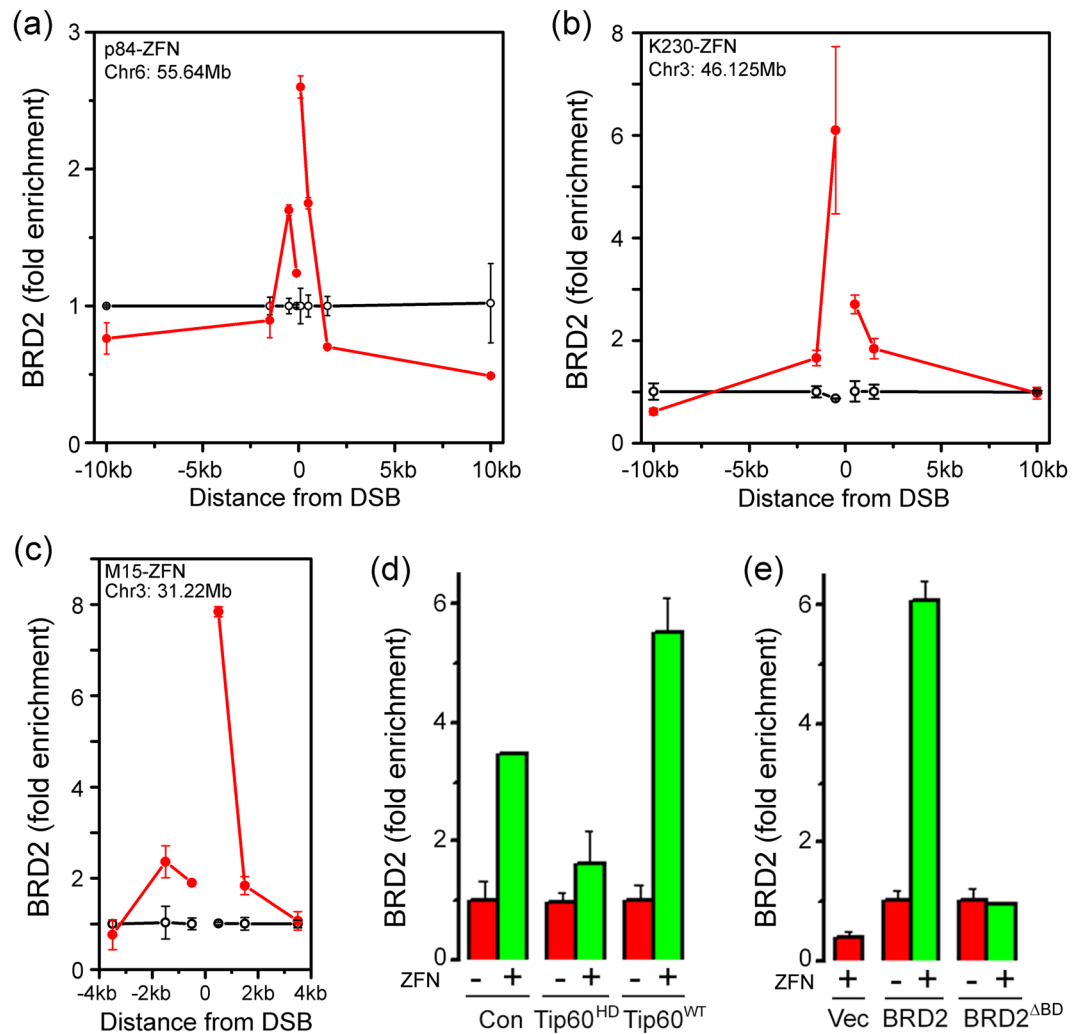 (a)
p84-ZFN
Chr6: 55.64Mb
BRD2 (fold enrichment)
3
2
1
0
-10kb -5kb 0 5kb 10kb
Distance from DSB
(b)
K230-ZFN
Chr3: 46.125Mb
BRD2 (fold enrichment)
8
6
4
2
0
-10kb -5kb 0 5kb 10kb
Distance from DSB
(c)
M15-ZFN
Chr3: 31.22Mb
BRD2 (fold enrichment)
8
6
4
2
0
-4kb -2kb 0 2kb 4kb
Distance from DSB
(d)
BRD2 (fold enrichment)
6
4
2
0
ZFN - + - + - +
Con Tip60HD Tip60WT
(e)
BRD2 (fold enrichment)
6
4
2
0
ZFN + - + - +
Vec BRD2 BRD2ΔBD